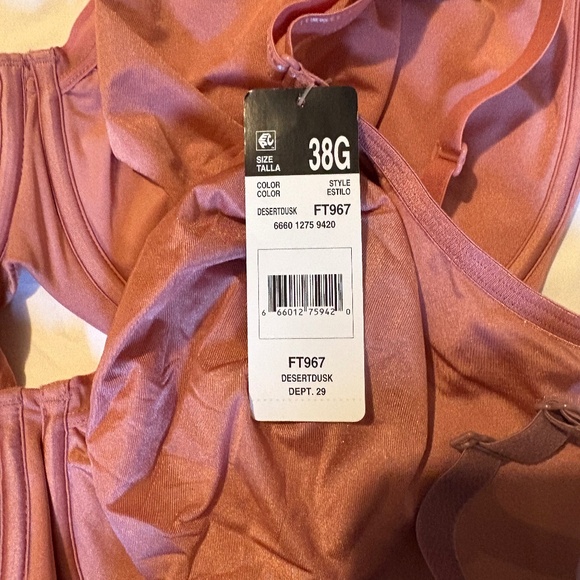 38G
SIZE
TALLA
COLOR STYLE
COLOR ESTILO
DESERTDUSK FT967
6660 1275 9420
6 66012 75942 0
FT967
DESERTDUSK
DEPT. 29